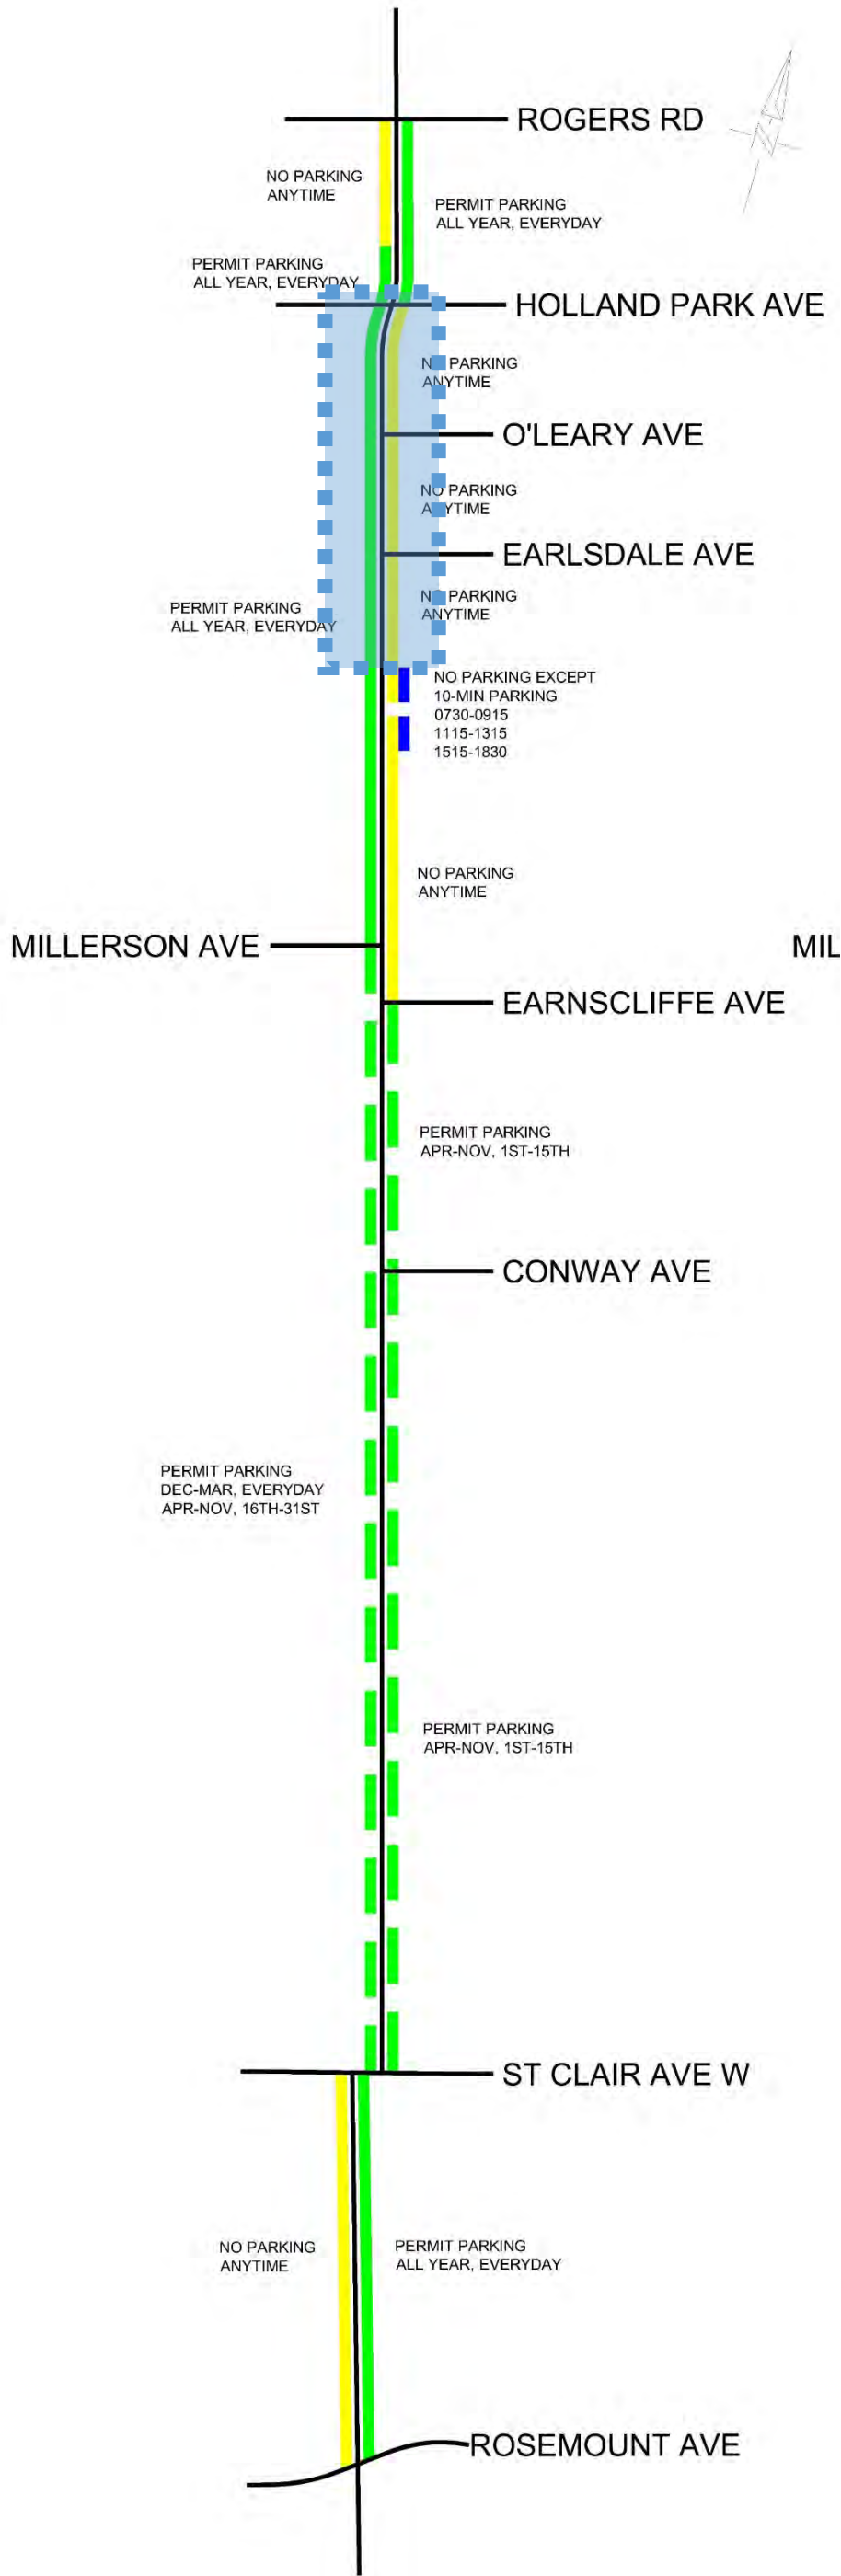 ROGERS RD
NO PARKING
ANYTIME
PERMIT PARKING
ALL YEAR, EVERYDAY
PERMIT PARKING
ALL YEAR, EVERYDAY
HOLLAND PARK AVE
NO PARKING
ANYTIME
O'LEARY AVE
NO PARKING
ANYTIME
EARLSDALE AVE
NO PARKING
ANYTIME
PERMIT PARKING
ALL YEAR, EVERYDAY
NO PARKING EXCEPT
10-MIN PARKING
0730-0915
1115-1315
1515-1830
NO PARKING
ANYTIME
MILLERSON AVE
MIL
EARNSCLIFFE AVE
PERMIT PARKING
APR-NOV, 1ST-15TH
CONWAY AVE
PERMIT PARKING
DEC-MAR, EVERYDAY
APR-NOV, 16TH-31ST
PERMIT PARKING
APR-NOV, 1ST-15TH
ST CLAIR AVE W
NO PARKING
ANYTIME
PERMIT PARKING
ALL YEAR, EVERYDAY
ROSEMOUNT AVE